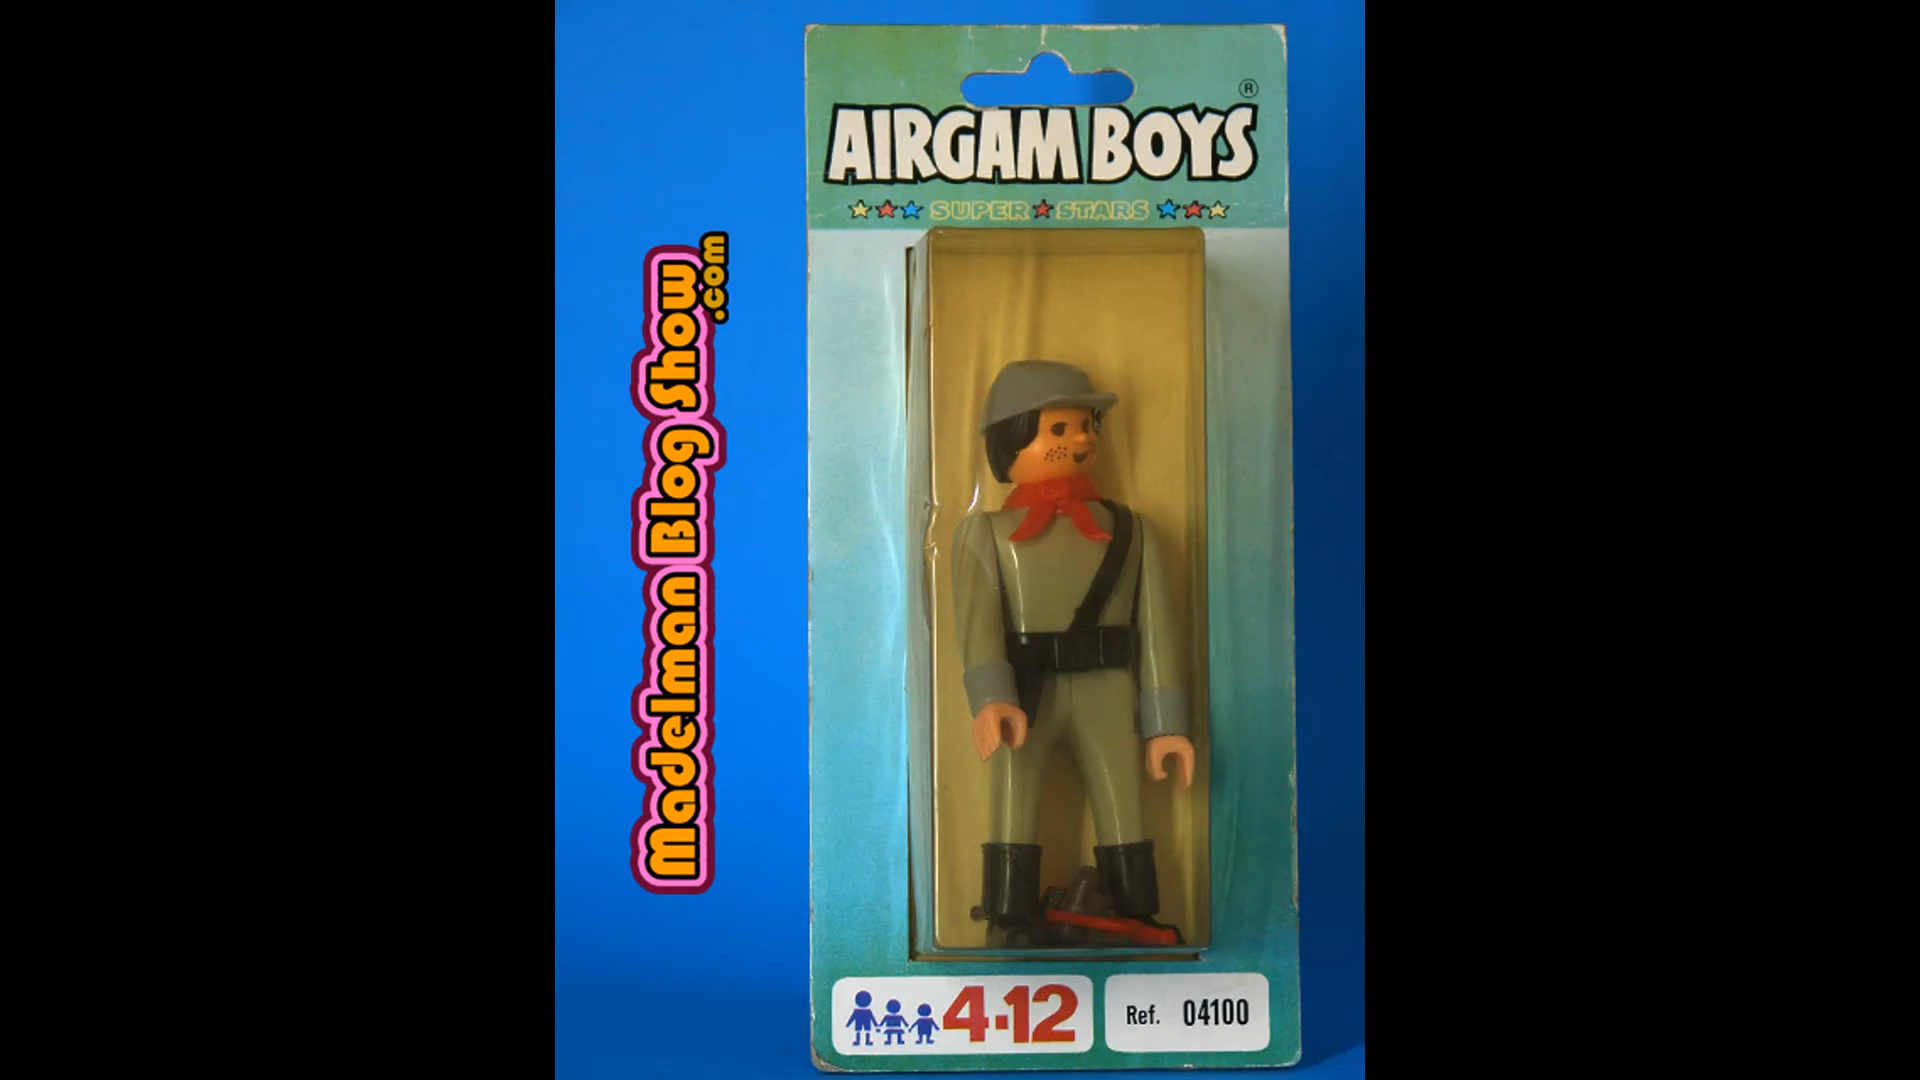 Madelman Blog Show
.com
AIRGAM BOYS
®
SUPER STARS
4-12
Ref. 04100